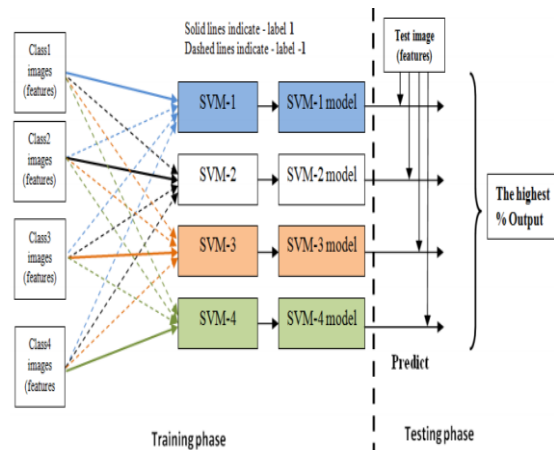 Solid lines indicate - label 1
Dashed lines indicate - label -1
Class1
images
(features)
Class2
images
(features)
Class3
images
(features)
Class4
images
(features
SVM-1
SVM-1 model
SVM-2
SVM-2 model
SVM-3
SVM-3 model
SVM-4
SVM-4 model
Test image
(features)
The highest
% Output
Predict
Training phase
Testing phase